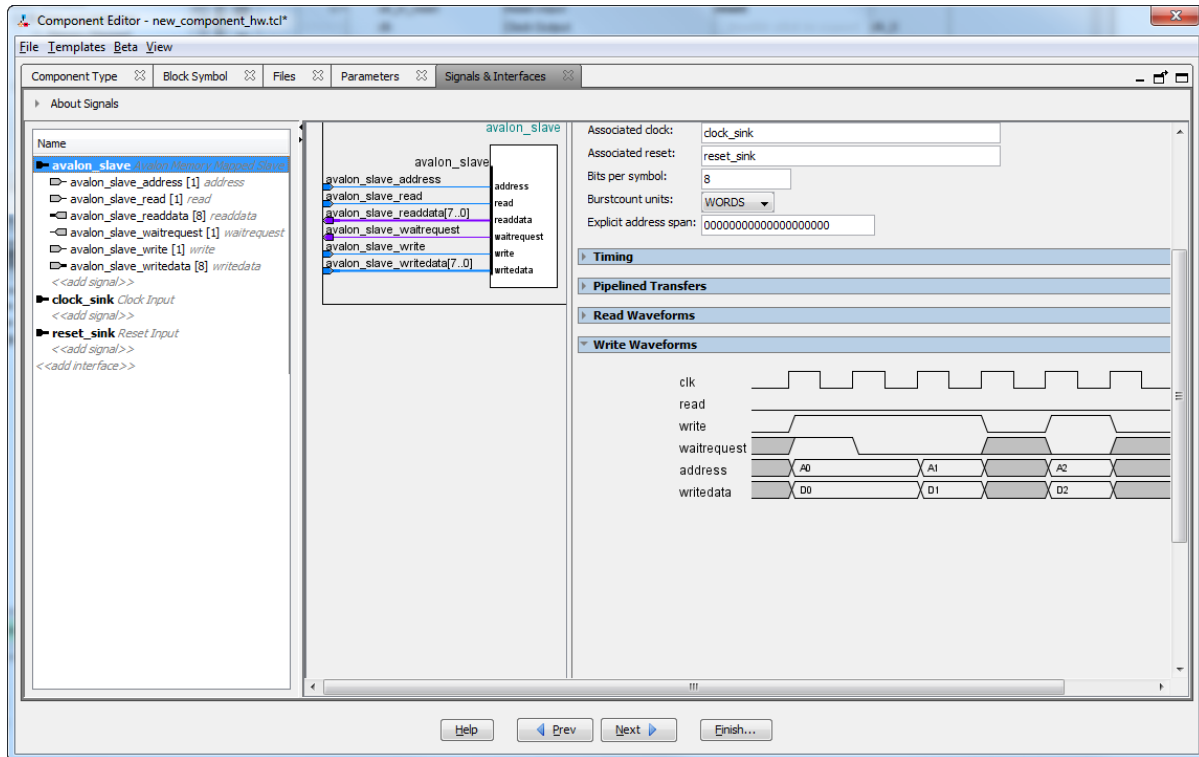 Component Editor - new_component_hw.tcl*
File Templates Beta View
Component Type Block Symbol Files Parameters Signals & Interfaces
About Signals
Name
avalon_slave Avalon Memory Mapped Slave
avalon_slave_address [1] address
avalon_slave_read [1] read
avalon_slave_readdata [8] readdata
avalon_slave_waitrequest [1] waitrequest
avalon_slave_write [1] write
avalon_slave_writedata [8] writedata
<<add signal>>
clock_sink Clock Input
<<add signal>>
reset_sink Reset Input
<<add signal>>
<<add interface>>
avalon_slave
avalon_slave
avalon_slave_address
address
avalon_slave_read
read
avalon_slave_readdata[7..0]
readdata
avalon_slave_waitrequest
waitrequest
avalon_slave_write
write
avalon_slave_writedata[7..0]
writedata
Associated clock: clock_sink
Associated reset: reset_sink
Bits per symbol: 8
Burstcount units: WORDS
Explicit address span: 00000000000000000000
Timing
Pipelined Transfers
Read Waveforms
Write Waveforms
clk
read
write
waitrequest
address A0 A1 A2
writedata D0 D1 D2
Help Prev Next Finish...